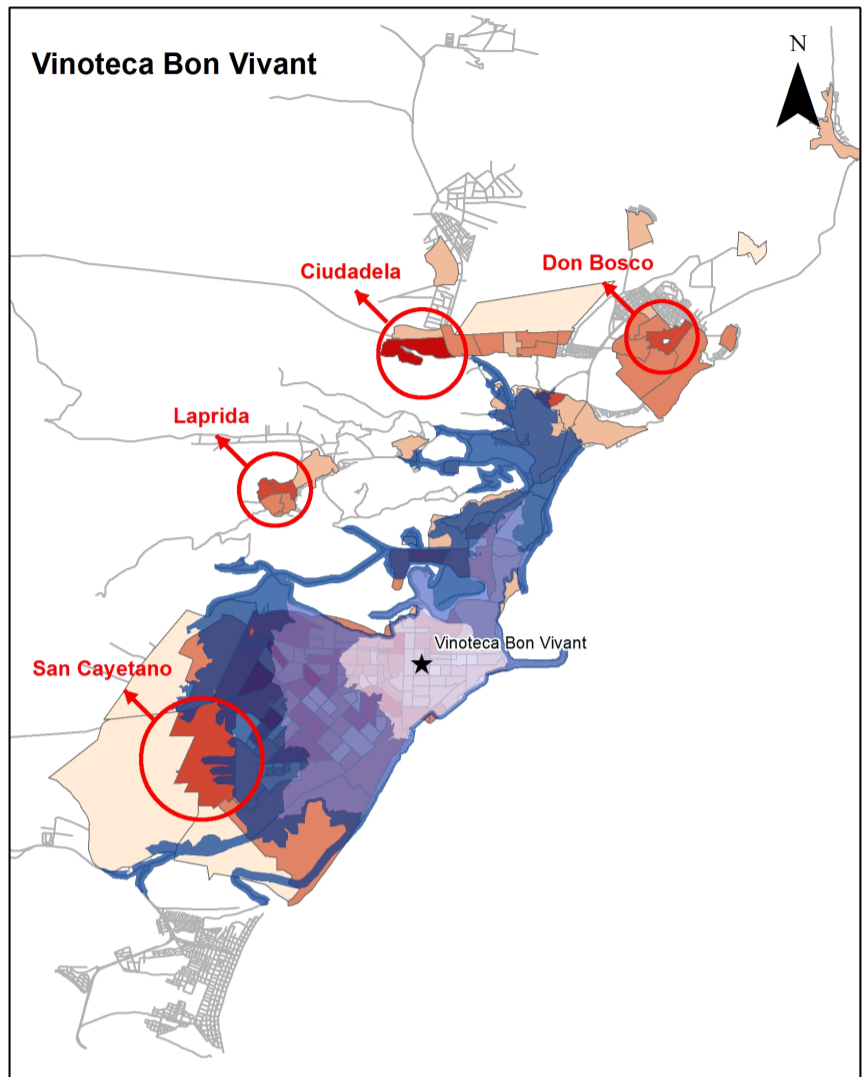 Vinoteca Bon Vivant
N
Ciudadela
Don Bosco
Laprida
Vinoteca Bon Vivant
San Cayetano